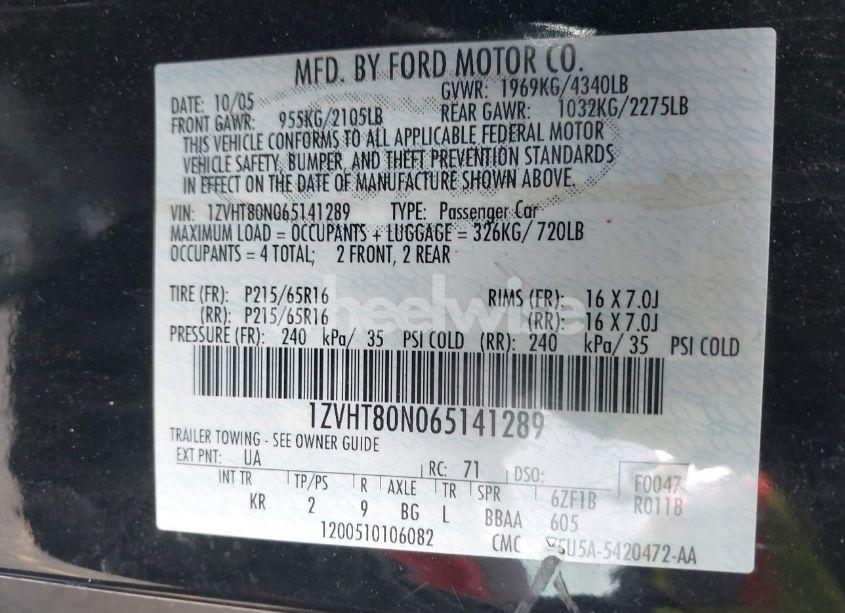 MFD. BY FORD MOTOR CO.
DATE: 10/05 GVWR: 1969KG/4340LB
FRONT GAWR: 955KG/2105LB REAR GAWR: 1032KG/2275LB
THIS VEHICLE CONFORMS TO ALL APPLICABLE FEDERAL MOTOR
VEHICLE SAFETY, BUMPER, AND THEFT PREVENTION STANDARDS
IN EFFECT ON THE DATE OF MANUFACTURE SHOWN ABOVE.
VIN: 1ZVHT80N065141289 TYPE: Passenger Car
MAXIMUM LOAD = OCCUPANTS + LUGGAGE = 326KG/ 720LB
OCCUPANTS = 4 TOTAL; 2 FRONT, 2 REAR
TIRE (FR): P215/65R16 RIMS (FR): 16 X 7.0J
(RR): P215/65R16 (RR): 16 X 7.0J
PRESSURE (FR): 240 kPa/ 35 PSI COLD (RR): 240 kPa/ 35 PSI COLD
1ZVHT80N065141289
TRAILER TOWING - SEE OWNER GUIDE
EXT PNT: UA RC: 71 DSO: F0047
INT TR TP/PS R AXLE TR SPR 6ZF1B R0118
KR 2 9 BG L BBAA 605
1200510106082 CMC 5U5A-5420472-AA